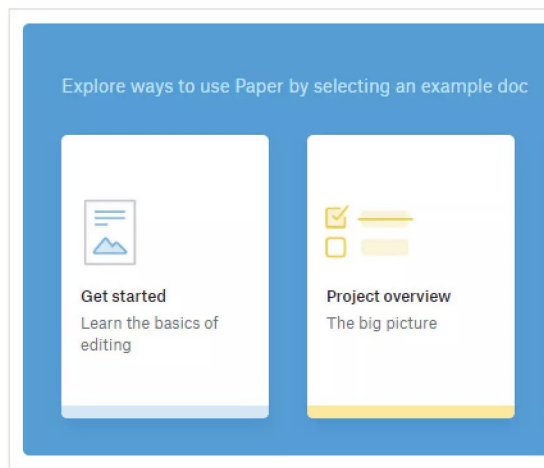 Explore ways to use Paper by selecting an example doc
Get started
Learn the basics of
editing
Project overview
The big picture